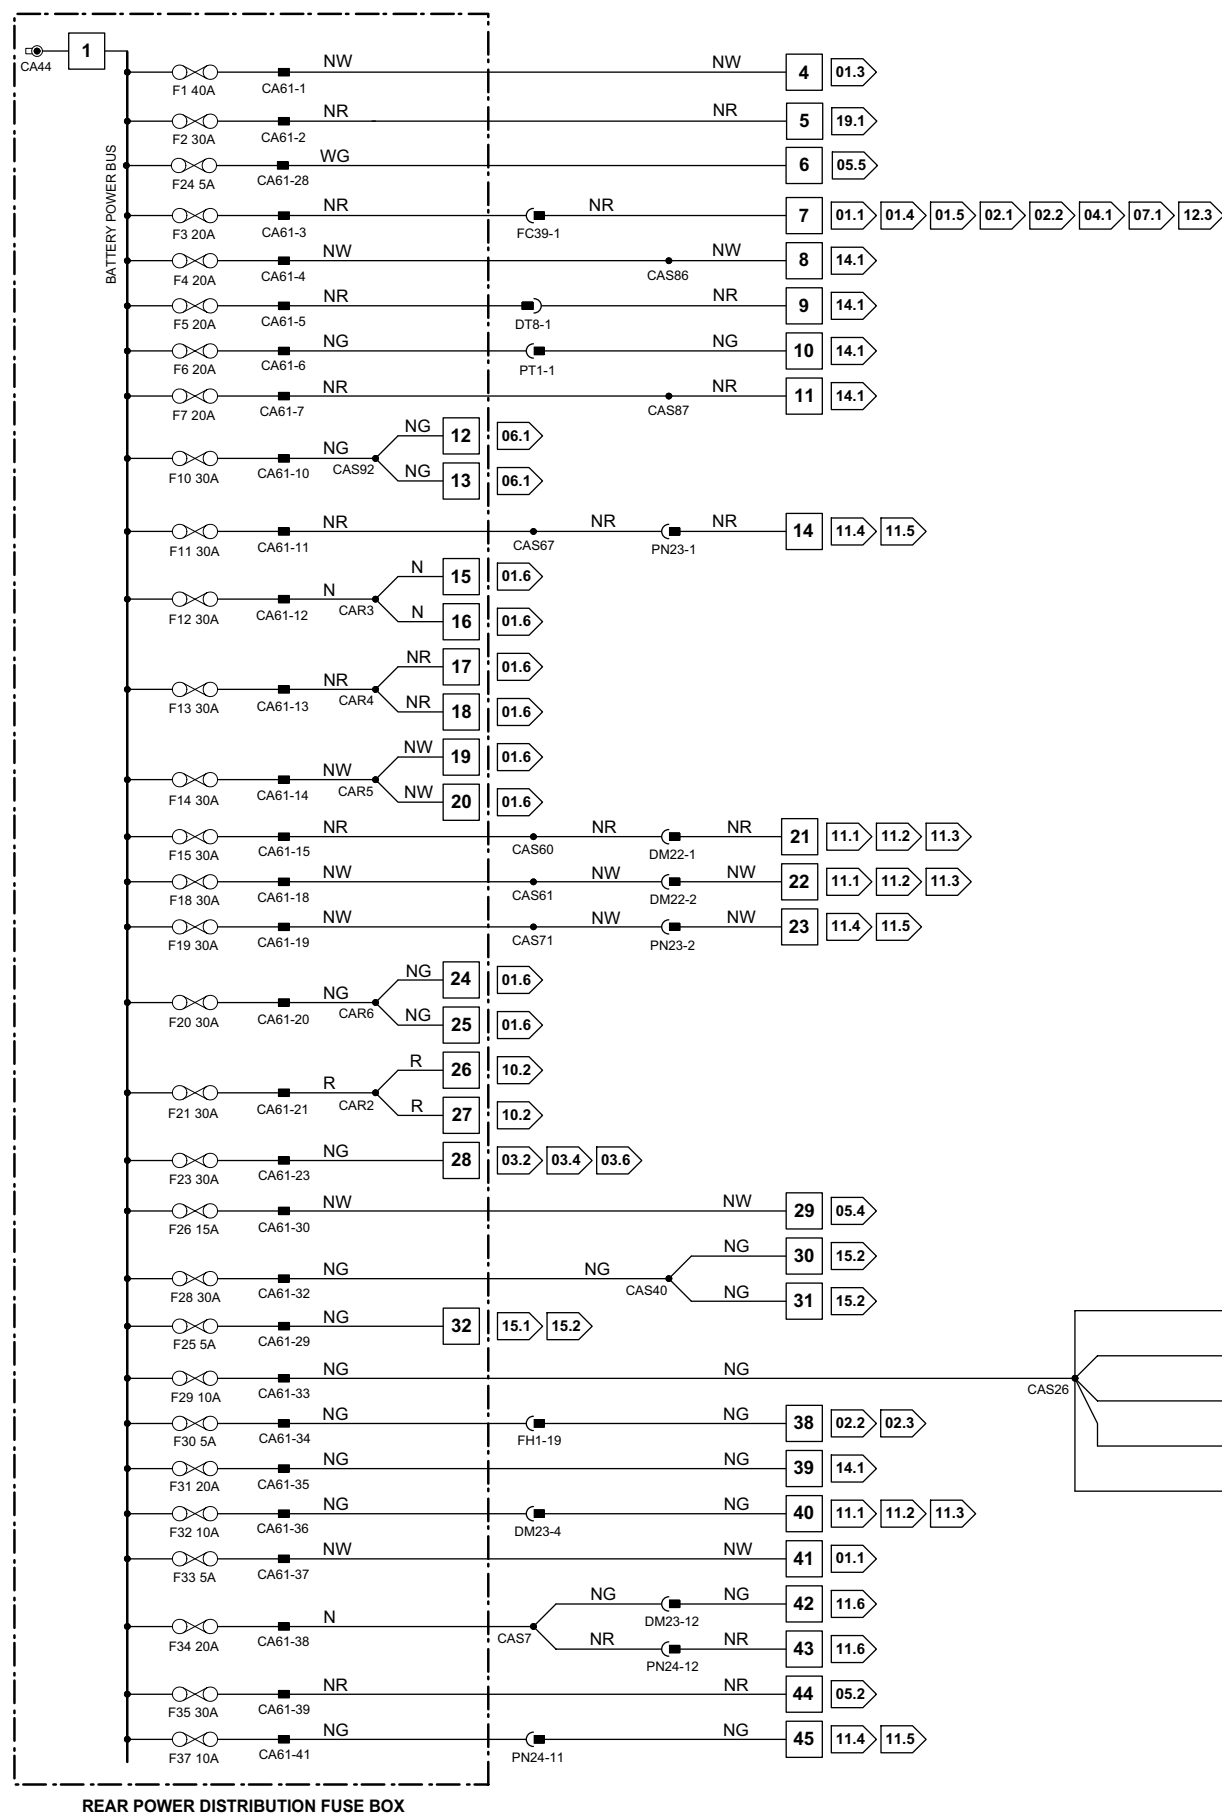 CA44 1
BATTERY POWER BUS
F1 40A CA61-1 NW NW 4 01.3
F2 30A CA61-2 NR NR 5 19.1
F24 5A CA61-28 WG 6 05.5
F3 20A CA61-3 NR FC39-1 NR 7 01.1 01.4 01.5 02.1 02.2 04.1 07.1 12.3
F4 20A CA61-4 NW CAS86 NW 8 14.1
F5 20A CA61-5 NR DT8-1 NR 9 14.1
F6 20A CA61-6 NG PT1-1 NG 10 14.1
F7 20A CA61-7 NR CAS87 NR 11 14.1
NG 12 06.1
F10 30A CA61-10 NG CAS92
NG 13 06.1
F11 30A CA61-11 NR CAS67 NR PN23-1 NR 14 11.4 11.5
N 15 01.6
F12 30A CA61-12 N CAR3
N 16 01.6
NR 17 01.6
F13 30A CA61-13 NR CAR4
NR 18 01.6
NW 19 01.6
F14 30A CA61-14 NW CAR5
NW 20 01.6
F15 30A CA61-15 NR CAS60 NR DM22-1 NR 21 11.1 11.2 11.3
F18 30A CA61-18 NW CAS61 NW DM22-2 NW 22 11.1 11.2 11.3
F19 30A CA61-19 NW CAS71 NW PN23-2 NW 23 11.4 11.5
NG 24 01.6
F20 30A CA61-20 NG CAR6
NG 25 01.6
R 26 10.2
F21 30A CA61-21 R CAR2
R 27 10.2
F23 30A CA61-23 NG 28 03.2 03.4 03.6
F26 15A CA61-30 NW NW 29 05.4
NG 30 15.2
F28 30A CA61-32 NG NG CAS40
NG 31 15.2
F25 5A CA61-29 NG 32 15.1 15.2
F29 10A CA61-33 NG NG CAS26
F30 5A CA61-34 NG FH1-19 NG 38 02.2 02.3
F31 20A CA61-35 NG NG 39 14.1
F32 10A CA61-36 NG DM23-4 NG 40 11.1 11.2 11.3
F33 5A CA61-37 NW NW 41 01.1
NG DM23-12 NG 42 11.6
F34 20A CA61-38 N CAS7
NR PN24-12 NR 43 11.6
F35 30A CA61-39 NR NR 44 05.2
F37 10A CA61-41 NG PN24-11 NG 45 11.4 11.5
REAR POWER DISTRIBUTION FUSE BOX